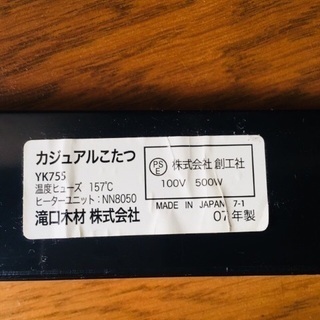 カジュアルこたつ
YK755
温度ヒューズ 157℃
ヒーターユニット:NN8050
滝口木材 株式会社
PSE 株式会社 創工社
100V 500W
MADE IN JAPAN 7-1
07年製